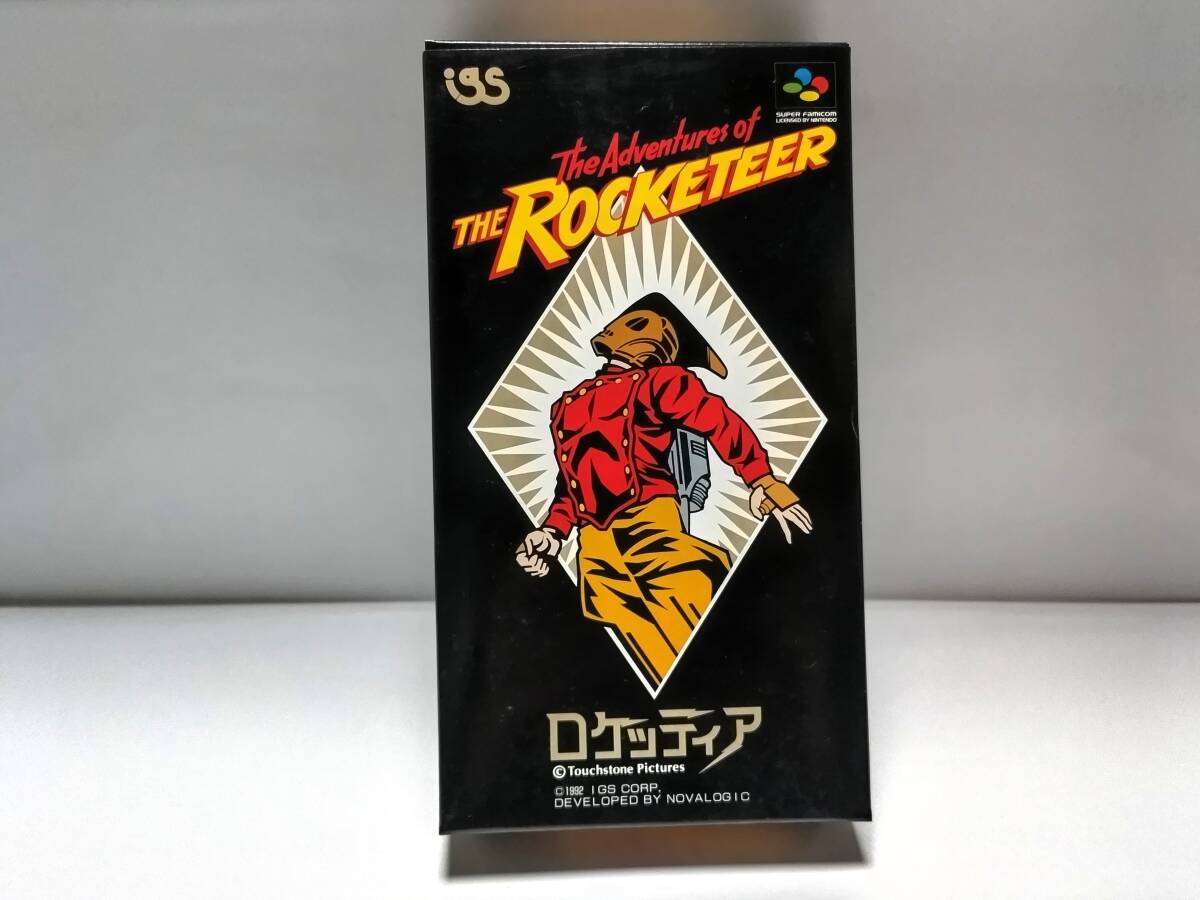 igs
SUPER FAMICOM
LICENSED BY NINTENDO
The Adventures of
THE ROCKETEER
ロケッティア
© Touchstone Pictures
©1992 IGS CORP.
DEVELOPED BY NOVALOGIC